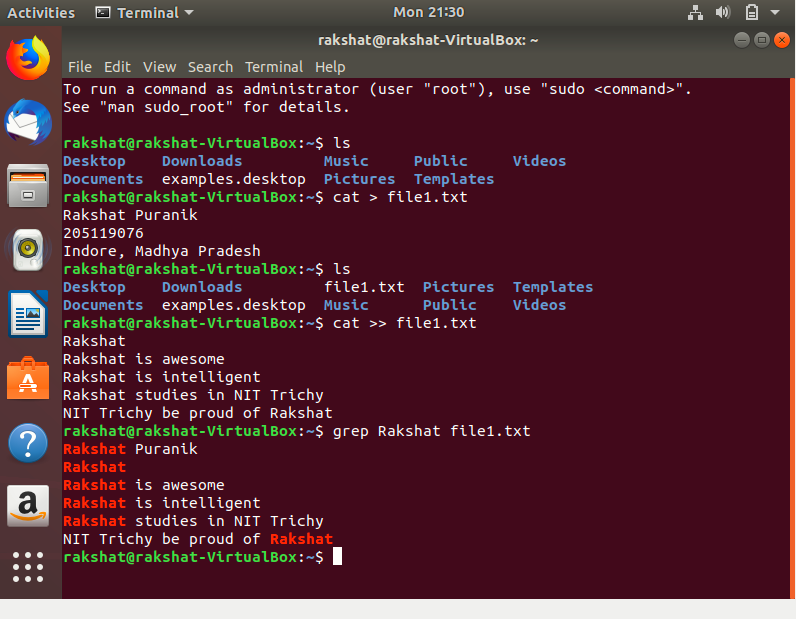 Activities Terminal Mon 21:30
rakshat@rakshat-VirtualBox: ~
File Edit View Search Terminal Help
To run a command as administrator (user "root"), use "sudo <command>".
See "man sudo_root" for details.
rakshat@rakshat-VirtualBox:~$ ls
Desktop Downloads Music Public Videos
Documents examples.desktop Pictures Templates
rakshat@rakshat-VirtualBox:~$ cat > file1.txt
Rakshat Puranik
205119076
Indore, Madhya Pradesh
rakshat@rakshat-VirtualBox:~$ ls
Desktop Downloads file1.txt Pictures Templates
Documents examples.desktop Music Public Videos
rakshat@rakshat-VirtualBox:~$ cat >> file1.txt
Rakshat
Rakshat is awesome
Rakshat is intelligent
Rakshat studies in NIT Trichy
NIT Trichy be proud of Rakshat
rakshat@rakshat-VirtualBox:~$ grep Rakshat file1.txt
Rakshat Puranik
Rakshat
Rakshat is awesome
Rakshat is intelligent
Rakshat studies in NIT Trichy
NIT Trichy be proud of Rakshat
rakshat@rakshat-VirtualBox:~$